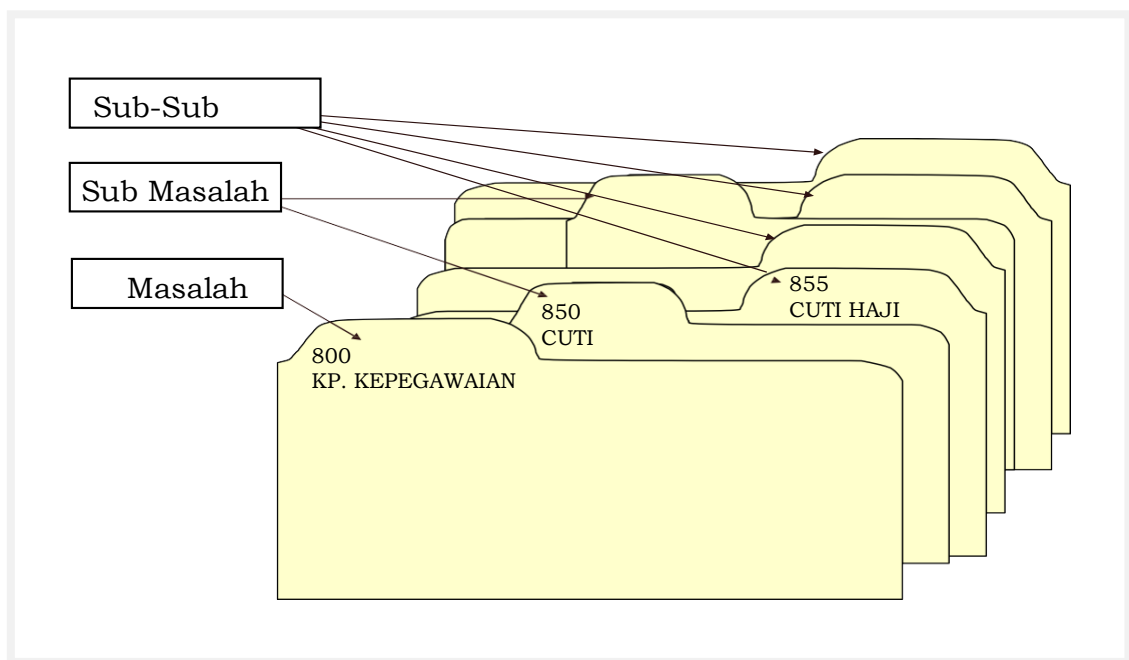 Sub-Sub
Sub Masalah
Masalah
855
CUTI HAJI
850
CUTI
800
KP. KEPEGAWAIAN